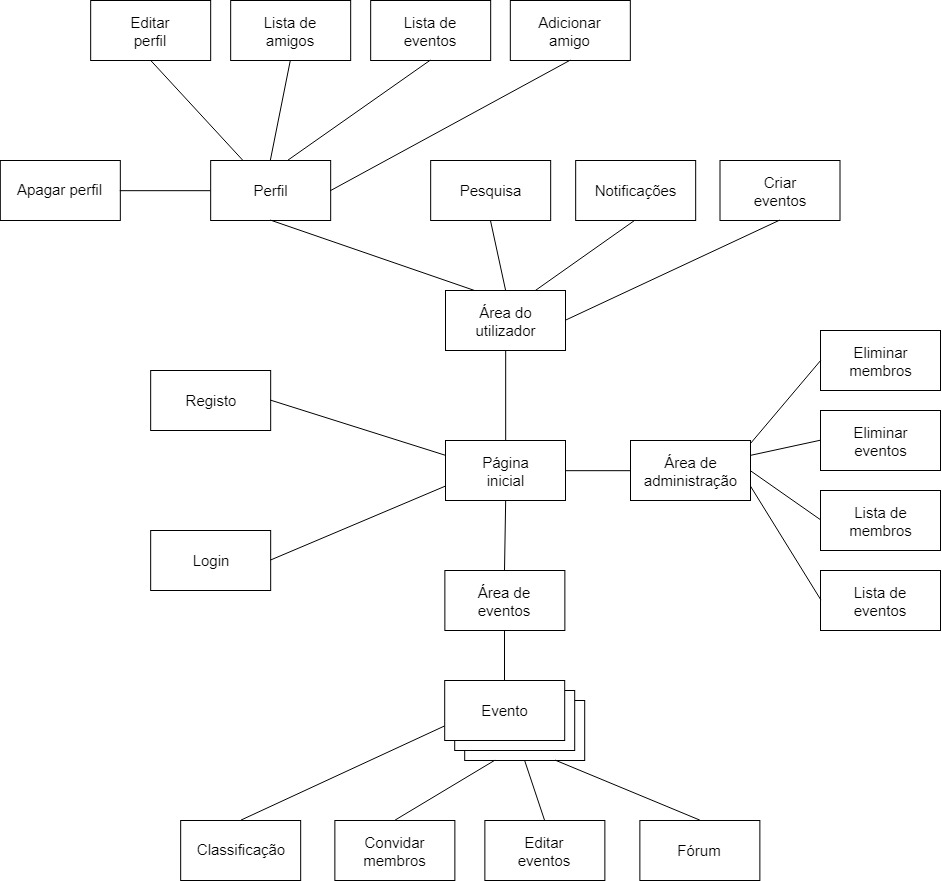 Editar
perfil
Lista de
amigos
Lista de
eventos
Adicionar
amigo
Apagar perfil
Perfil
Pesquisa
Notificações
Criar
eventos
Área do
utilizador
Registo
Página
inicial
Área de
administração
Eliminar
membros
Eliminar
eventos
Lista de
membros
Lista de
eventos
Login
Área de
eventos
Evento
Classificação
Convidar
membros
Editar
eventos
Fórum